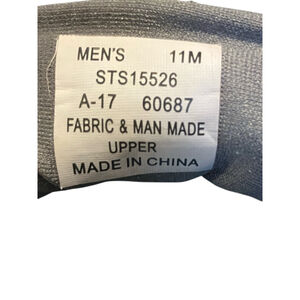 MEN'S 11M
STS15526
A-17 60687
FABRIC & MAN MADE
UPPER
MADE IN CHINA